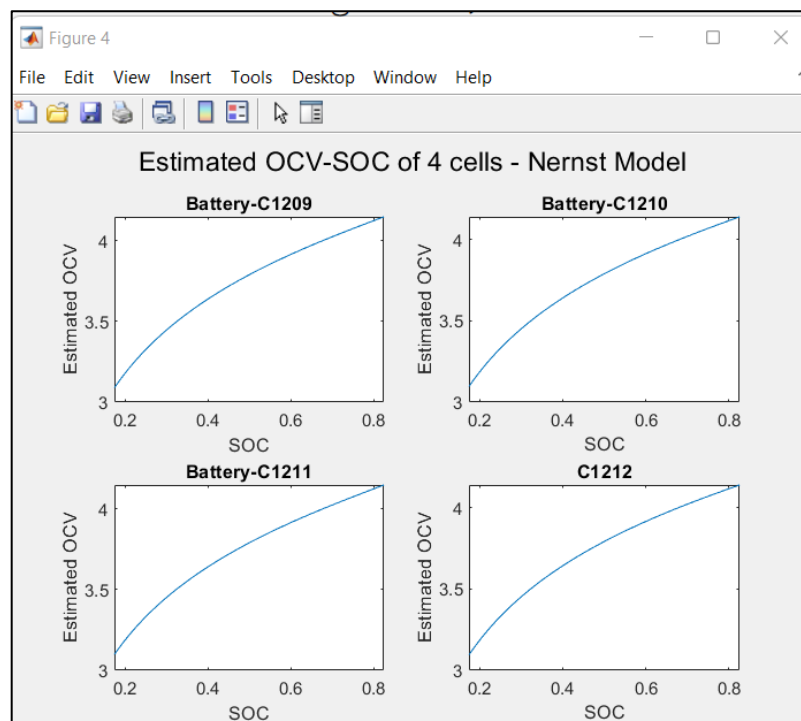 Figure 4
File Edit View Insert Tools Desktop Window Help
Estimated OCV-SOC of 4 cells - Nernst Model
Battery-C1209
Estimated OCV
4
3.5
3
0.2 0.4 0.6 0.8
SOC
Battery-C1210
Estimated OCV
4
3.5
3
0.2 0.4 0.6 0.8
SOC
Battery-C1211
Estimated OCV
4
3.5
3
0.2 0.4 0.6 0.8
SOC
C1212
Estimated OCV
4
3.5
3
0.2 0.4 0.6 0.8
SOC